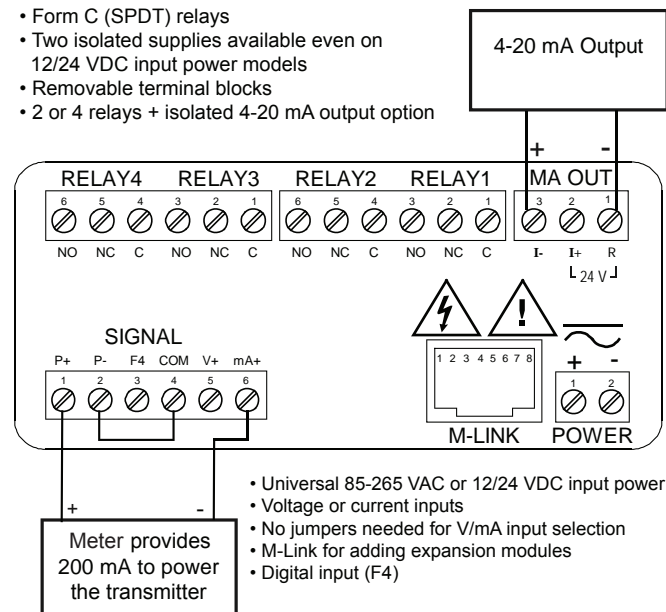 • Form C (SPDT) relays
• Two isolated supplies available even on
12/24 VDC input power models
• Removable terminal blocks
• 2 or 4 relays + isolated 4-20 mA output option
4-20 mA Output
+ -
RELAY4 RELAY3 RELAY2 RELAY1 MA OUT
6 5 4 3 2 1 6 5 4 3 2 1 3 2 1
NO NC C NO NC C NO NC C NO NC C I- I+ R
24 V
!
SIGNAL
P+ P- F4 COM V+ mA+
1 2 3 4 5 6
1 2 3 4 5 6 7 8
+ -
1 2
M-LINK POWER
+ -
Meter provides
200 mA to power
the transmitter
• Universal 85-265 VAC or 12/24 VDC input power
• Voltage or current inputs
• No jumpers needed for V/mA input selection
• M-Link for adding expansion modules
• Digital input (F4)